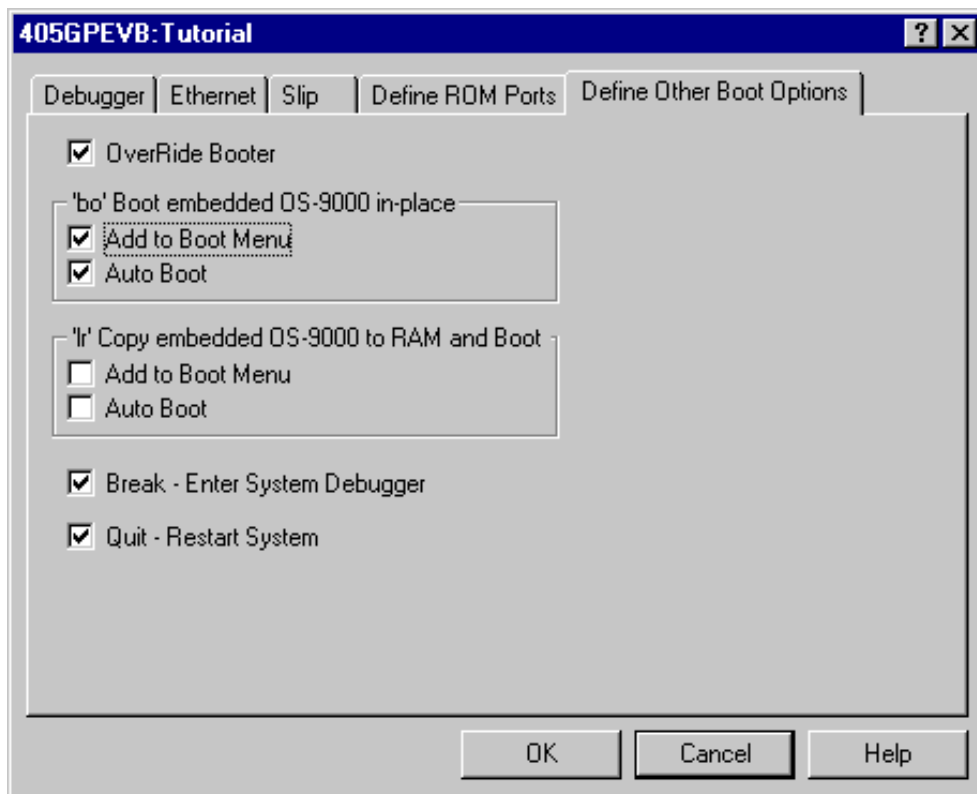 405GPEVB:Tutorial
Debugger Ethernet Slip Define ROM Ports Define Other Boot Options
OverRide Booter
'bo' Boot embedded OS-9000 in-place
Add to Boot Menu
Auto Boot
'lr' Copy embedded OS-9000 to RAM and Boot
Add to Boot Menu
Auto Boot
Break - Enter System Debugger
Quit - Restart System
OK Cancel Help